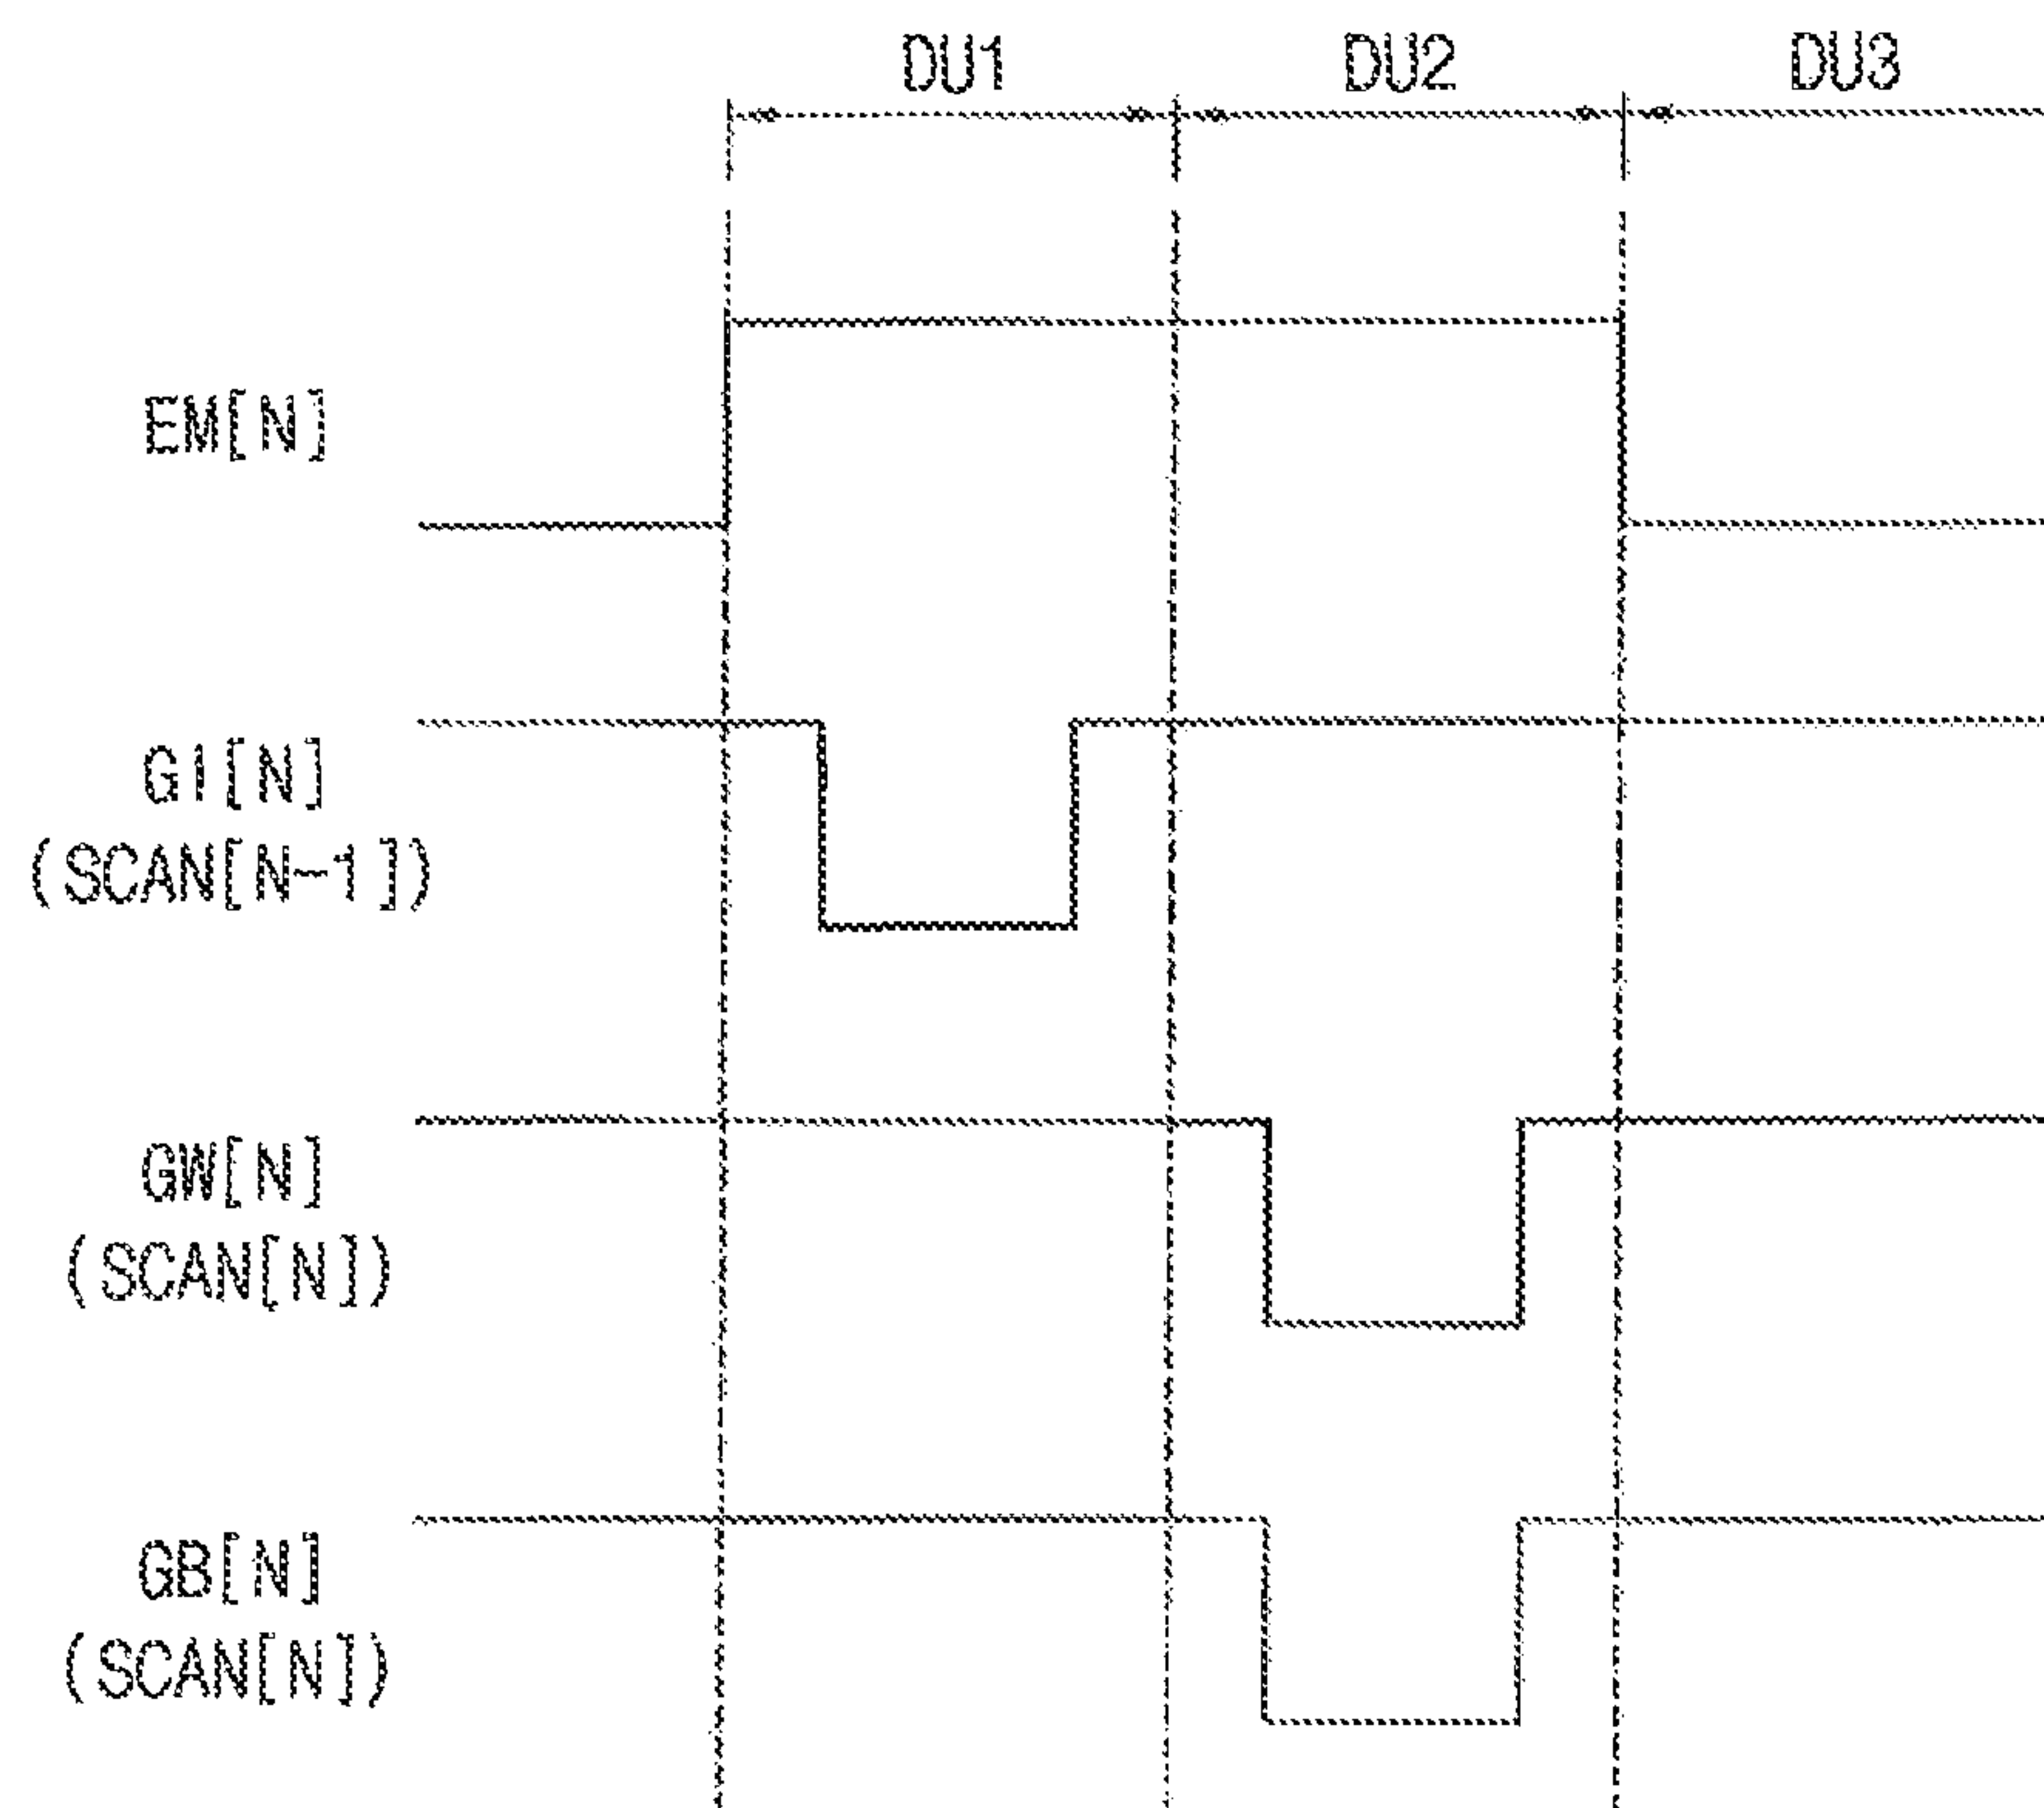 DU1 DU2 DU3
EM[N]
GI[N]
(SCAN[N-1])
GW[N]
(SCAN[N])
GB[N]
(SCAN[N])